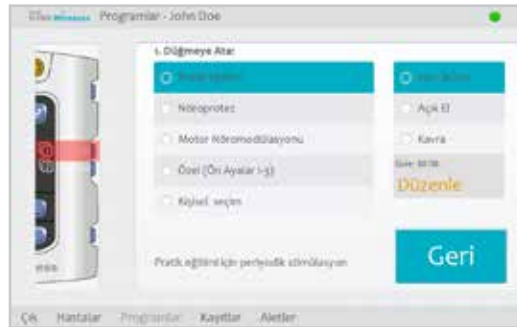 Programlar - John Doe
1. Düğmeye Ata:
Nöroprotez
Açık El
Motor Nöromodülasyonu
Kavra
Özel (Ön Ayarlar 1-3)
Düzenle
Kişisel seçim
Geri
Pratik eğitimi için periyodik stimülasyon
Çık Hastalar Programlar Kayıtlar Aletler